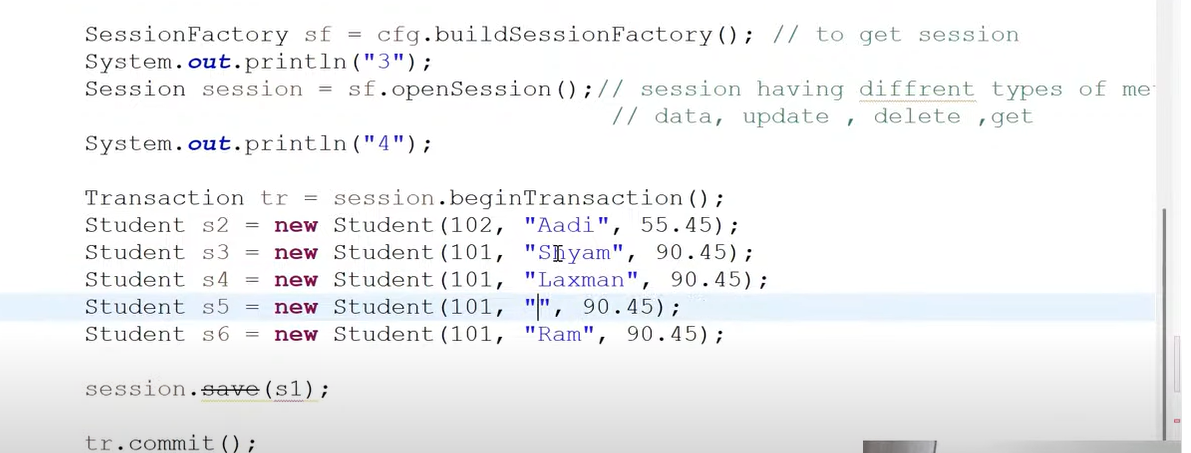 SessionFactory sf = cfg.buildSessionFactory(); // to get session
System.out.println("3");
Session session = sf.openSession();// session having diffrent types of me
// data, update , delete ,get
System.out.println("4");
Transaction tr = session.beginTransaction();
Student s2 = new Student(102, "Aadi", 55.45);
Student s3 = new Student(101, "Shyam", 90.45);
Student s4 = new Student(101, "Laxman", 90.45);
Student s5 = new Student(101, "", 90.45);
Student s6 = new Student(101, "Ram", 90.45);
session.save(s1);
tr.commit();